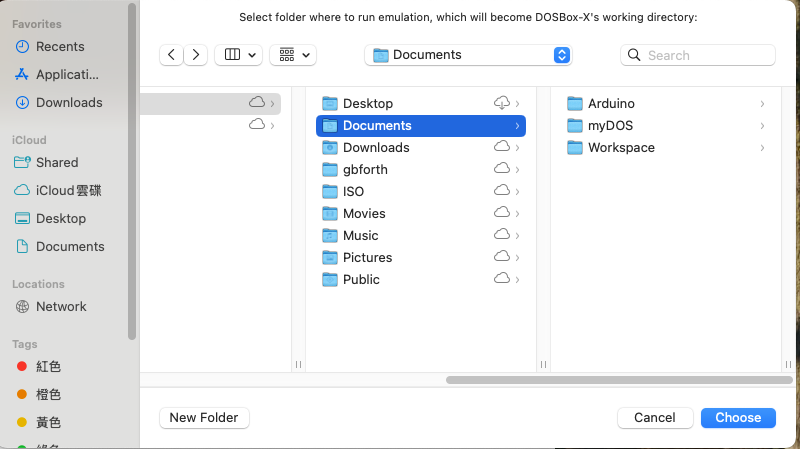 Select folder where to run emulation, which will become DOSBox-X's working directory:
Favorites
Recents
Applicati...
Downloads
iCloud
Shared
iCloud雲碟
Desktop
Documents
Locations
Network
Tags
紅色
橙色
黃色
綠色
Documents
Search
Desktop
Documents
Downloads
gbforth
ISO
Movies
Music
Pictures
Public
Arduino
myDOS
Workspace
New Folder
Cancel
Choose